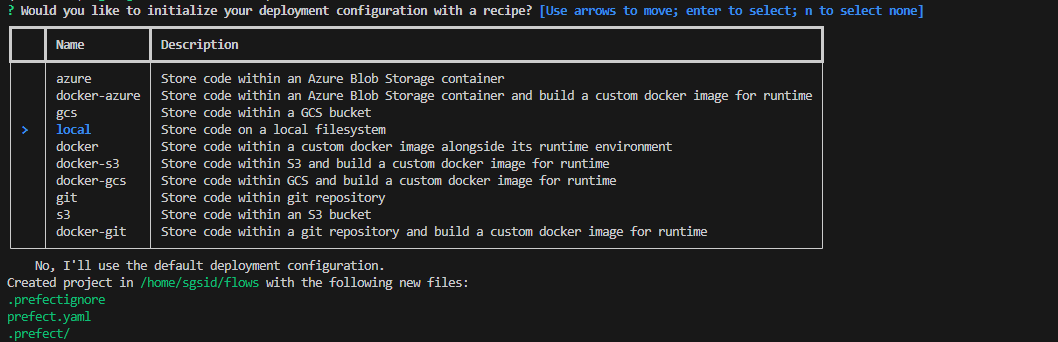 ? Would you like to initialize your deployment configuration with a recipe? [Use arrows to move; enter to select; n to select none]
Name Description
azure Store code within an Azure Blob Storage container
docker-azure Store code within an Azure Blob Storage container and build a custom docker image for runtime
gcs Store code within a GCS bucket
> local Store code on a local filesystem
docker Store code within a custom docker image alongside its runtime environment
docker-s3 Store code within S3 and build a custom docker image for runtime
docker-gcs Store code within GCS and build a custom docker image for runtime
git Store code within git repository
s3 Store code within an S3 bucket
docker-git Store code within a git repository and build a custom docker image for runtime
No, I'll use the default deployment configuration.
Created project in /home/sgsid/flows with the following new files:
.prefectignore
prefect.yaml
.prefect/